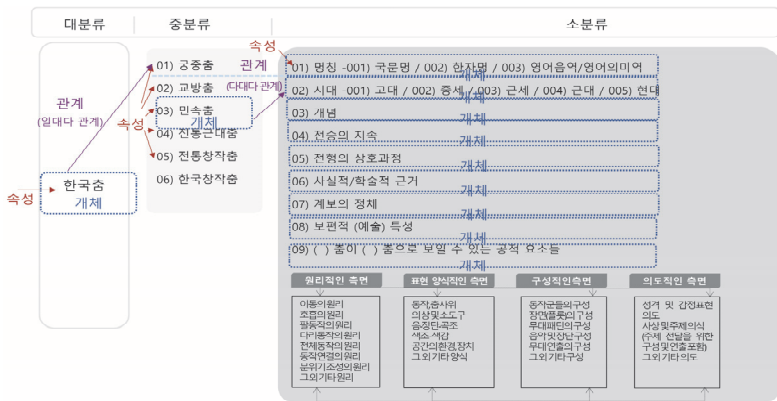 대분류
중분류
소분류
속성
01) 궁중춤
관계
02) 교방춤
(다대다 관계)
03) 민속춤
개체
04) 전통근대춤
05) 전통창작춤
06) 한국창작춤
관계
(일대다 관계)
속성
속성
한국춤
개체
01) 명칭 -001) 국문명 / 002) 한자명 / 003) 영어음역/영어의미역
개체
02) 시대 -001) 고대 / 002) 중세 / 003) 근세 / 004) 근대 / 005) 현대
개체
03) 개념
개체
04) 전승의 지속
개체
05) 전형의 상호과정
개체
06) 사실적/학술적 근거
개체
07) 계보의 정체
개체
08) 보편적 (예술) 특성
개체
09) ( ) 춤이 ( ) 춤으로 보일 수 있는 공적 요소들
개체
원리적인 측면
이동의원리
호흡의원리
팔동작의원리
다리동작의원리
전체동작의원리
동작연결의원리
분위기조성의원리
그외기타원리
표현 양식적인 측면
동작,춤사위
의상및소도구
음정틴곡조
색조·색감
공간의환경,장치
그외기타양식
구성적인측면
동작군들의구성
장면(플롯)의구성
무대패턴의구성
음악및장단구성
무대연출의구성
그외기타구성
의도적인 측면
성격 및 감정표현
의도
사상및주제의식
(주제 전달을 위한
구성및연출포함)
그외기타의도